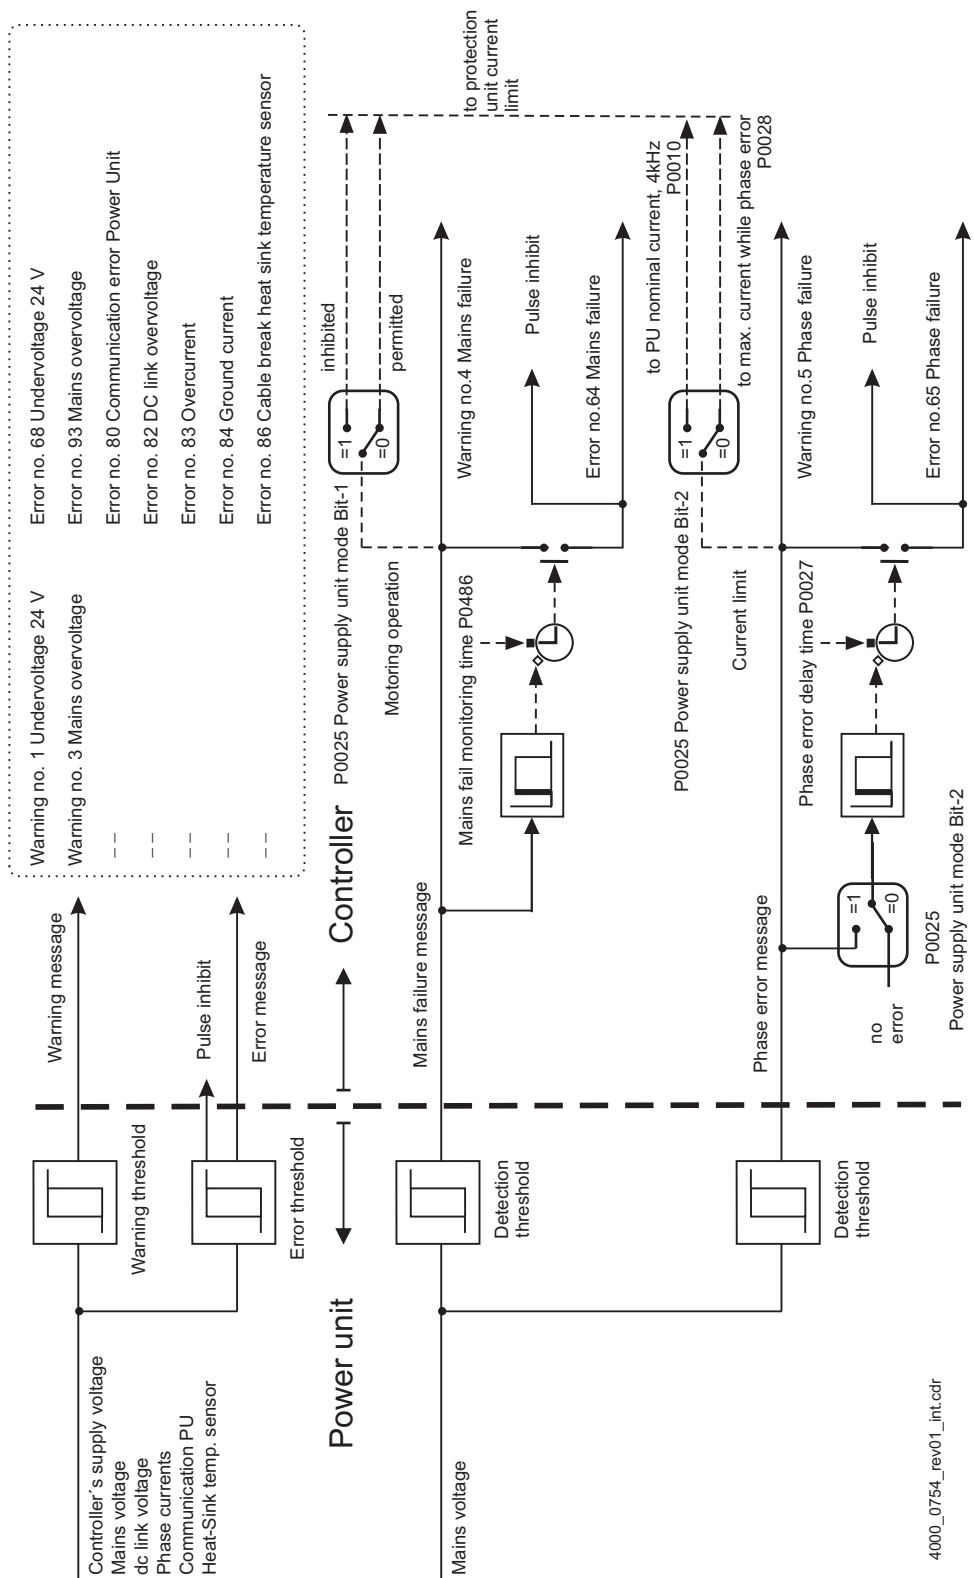 Controller´s supply voltage
Mains voltage
dc link voltage
Phase currents
Communication PU
Heat-Sink temp. sensor
Warning threshold
Error threshold
Warning message
Pulse inhibit
Error message
Warning no. 1 Undervoltage 24 V
Warning no. 3 Mains overvoltage
--
--
--
--
--
Error no. 68 Undervoltage 24 V
Error no. 93 Mains overvoltage
Error no. 80 Communication error Power Unit
Error no. 82 DC link overvoltage
Error no. 83 Overcurrent
Error no. 84 Ground current
Error no. 86 Cable break heat sink temperature sensor
Power unit
Controller
P0025 Power supply unit mode Bit-1
=1
=0
inhibited
permitted
to protection
unit current
limit
Motoring operation
Mains voltage
Detection
threshold
Mains failure message
Mains fail monitoring time P0486
Warning no.4 Mains failure
Pulse inhibit
Error no.64 Mains failure
P0025 Power supply unit mode Bit-2
=1
=0
to PU nominal current, 4kHz
P0010
to max. current while phase error
P0028
Current limit
Detection
threshold
Phase error message
Phase error delay time P0027
Warning no.5 Phase failure
Pulse inhibit
Error no.65 Phase failure
no
error
=1
=0
P0025
Power supply unit mode Bit-2
4000_0754_rev01_int.cdr